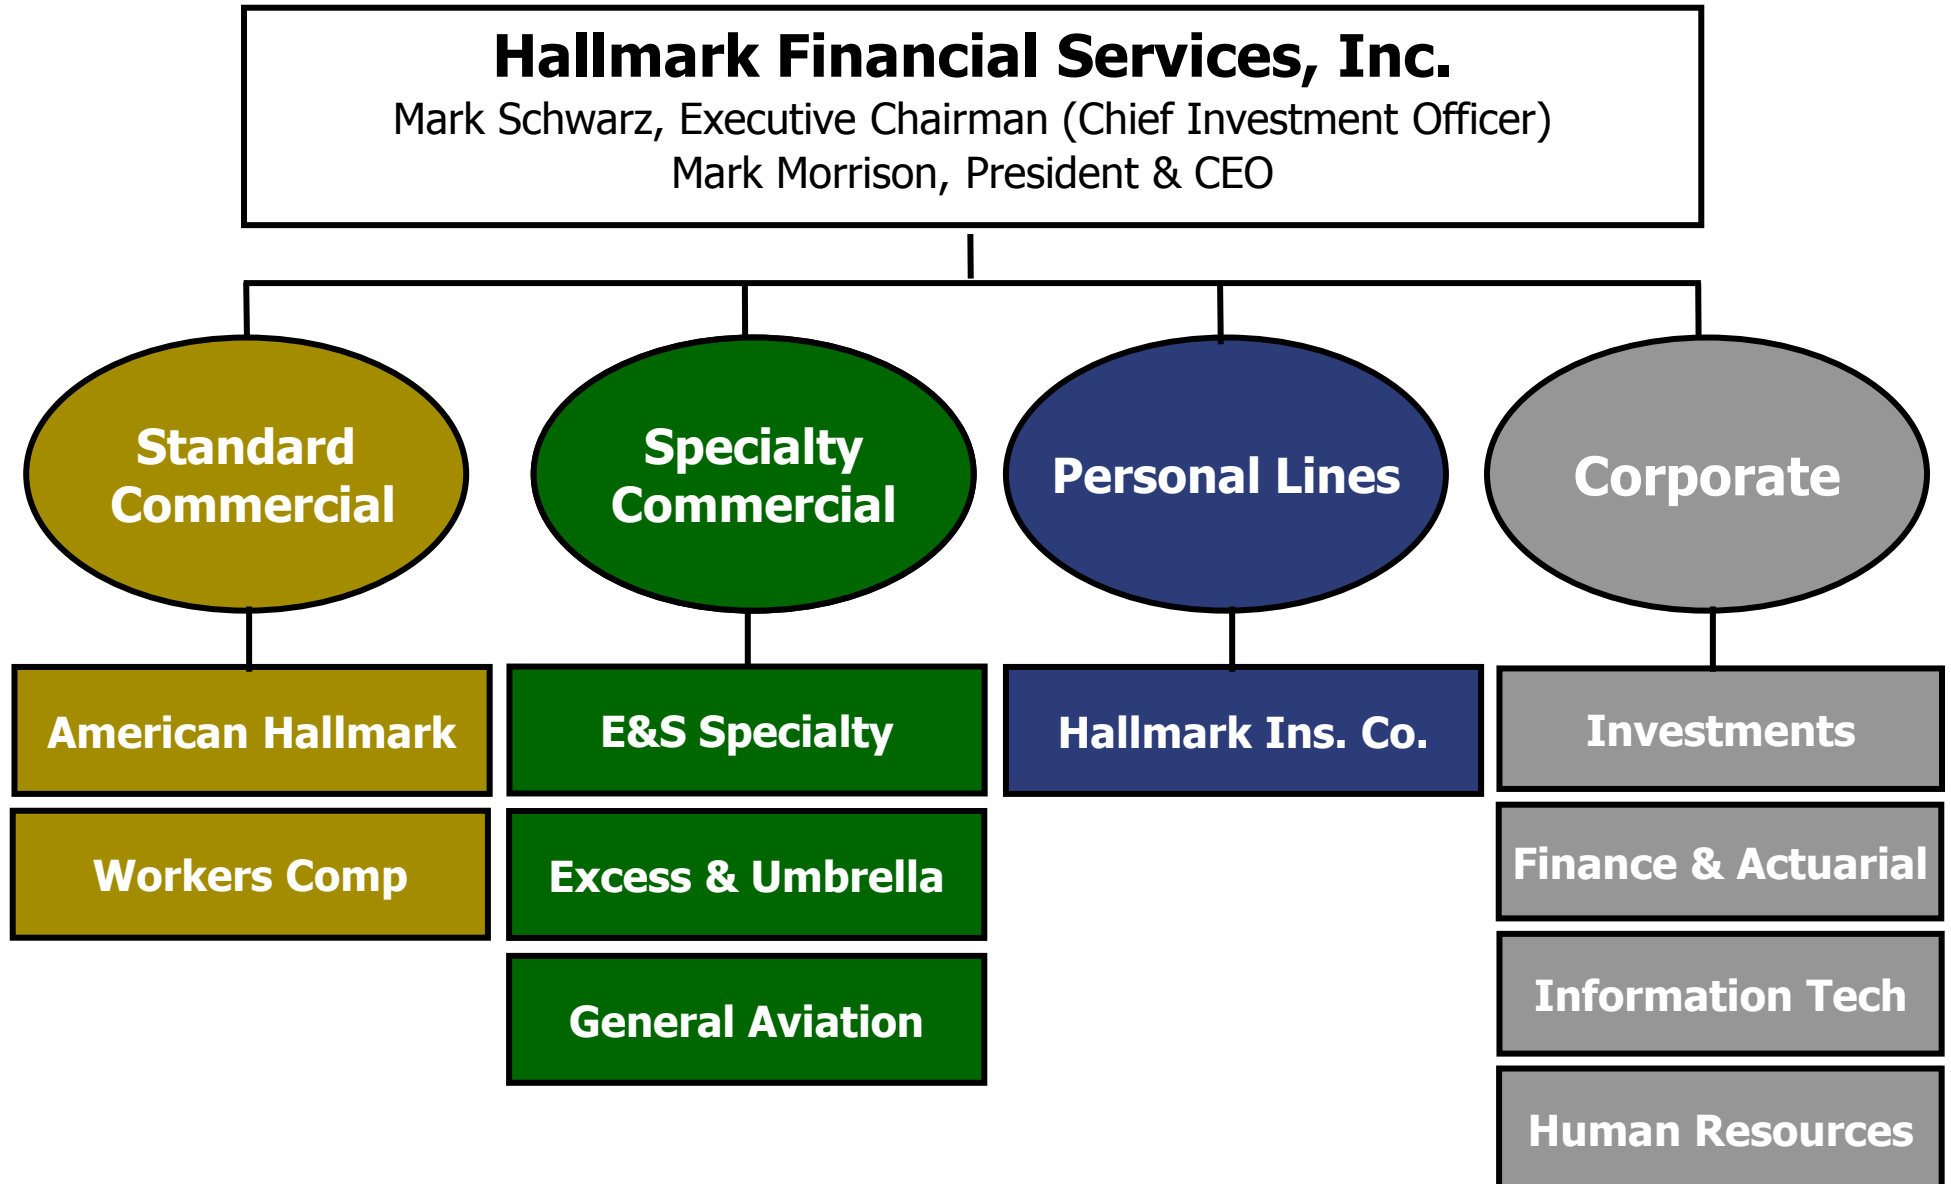 Hallmark Financial Services, Inc.
Mark Schwarz, Executive Chairman (Chief Investment Officer)
Mark Morrison, President & CEO
Standard
Commercial
Specialty
Commercial
Personal Lines
Corporate
American Hallmark
Workers Comp
E&S Specialty
Excess & Umbrella
General Aviation
Hallmark Ins. Co.
Investments
Finance & Actuarial
Information Tech
Human Resources